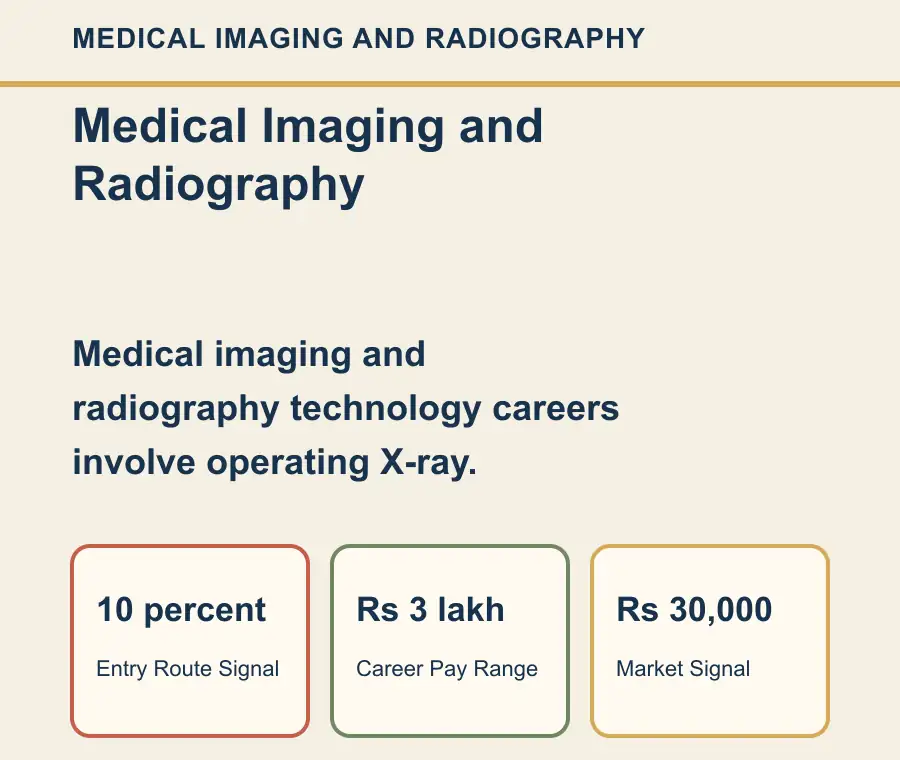 MEDICAL IMAGING AND RADIOGRAPHY
Medical Imaging and
Radiography
Medical imaging and
radiography technology careers
involve operating X-ray.
10 percent
Entry Route Signal
Rs 3 lakh
Career Pay Range
Rs 30,000
Market Signal